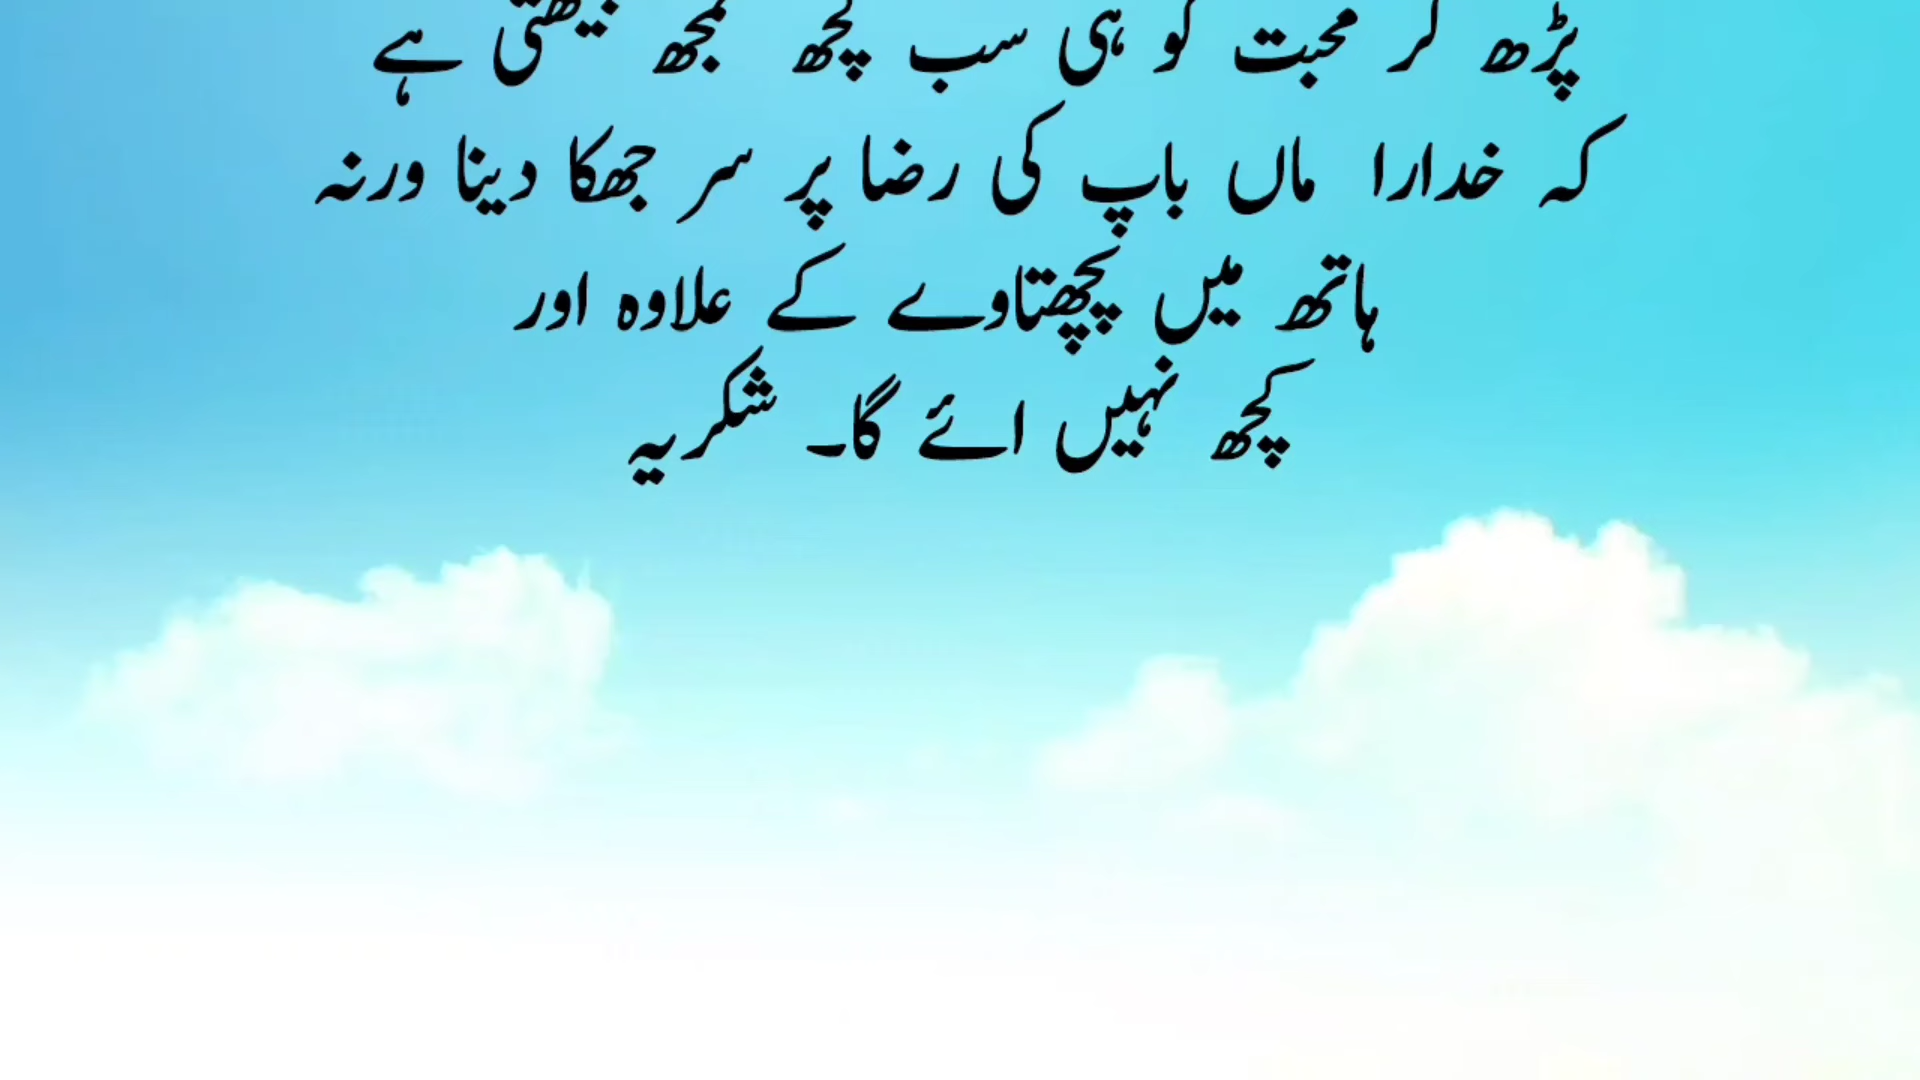 پڑھ کر محبت کو ہی سب کچھ سمجھ بیٹھتی ہے
کہ خدارا ماں باپ کی رضا پر سر جھکا دینا ورنہ
ہاتھ میں پچھتاوے کے علاوہ اور
کچھ نہیں ائے گا۔ شکریہ